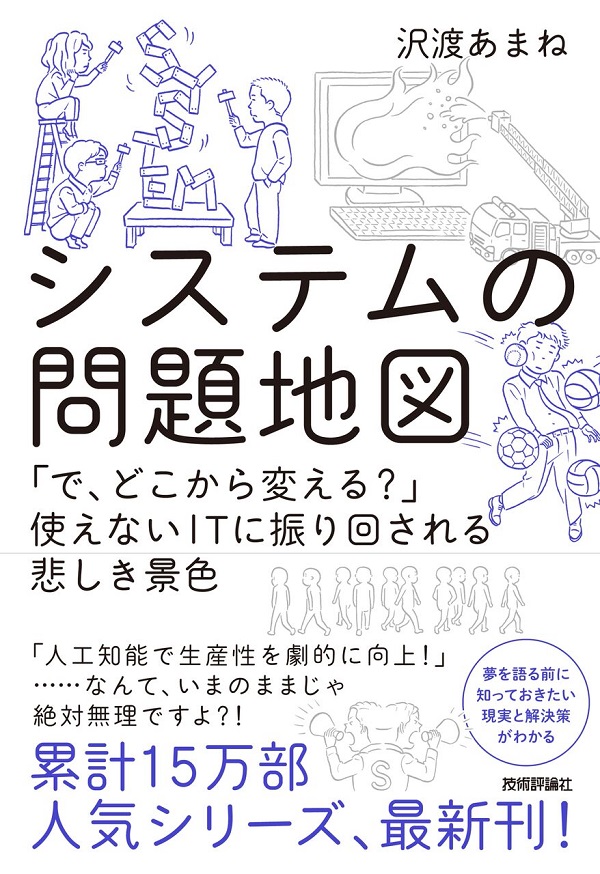 沢渡あまね
SYSTEM
システムの
問題地図
「で、どこから変える?」
使えないITに振り回される
悲しき景色
「人工知能で生産性を劇的に向上!」
……なんて、いまのままじゃ
絶対無理ですよ?!
夢を語る前に
知っておきたい
現実と解決策
がわかる
S
技術評論社
累計15万部
人気シリーズ、最新刊!